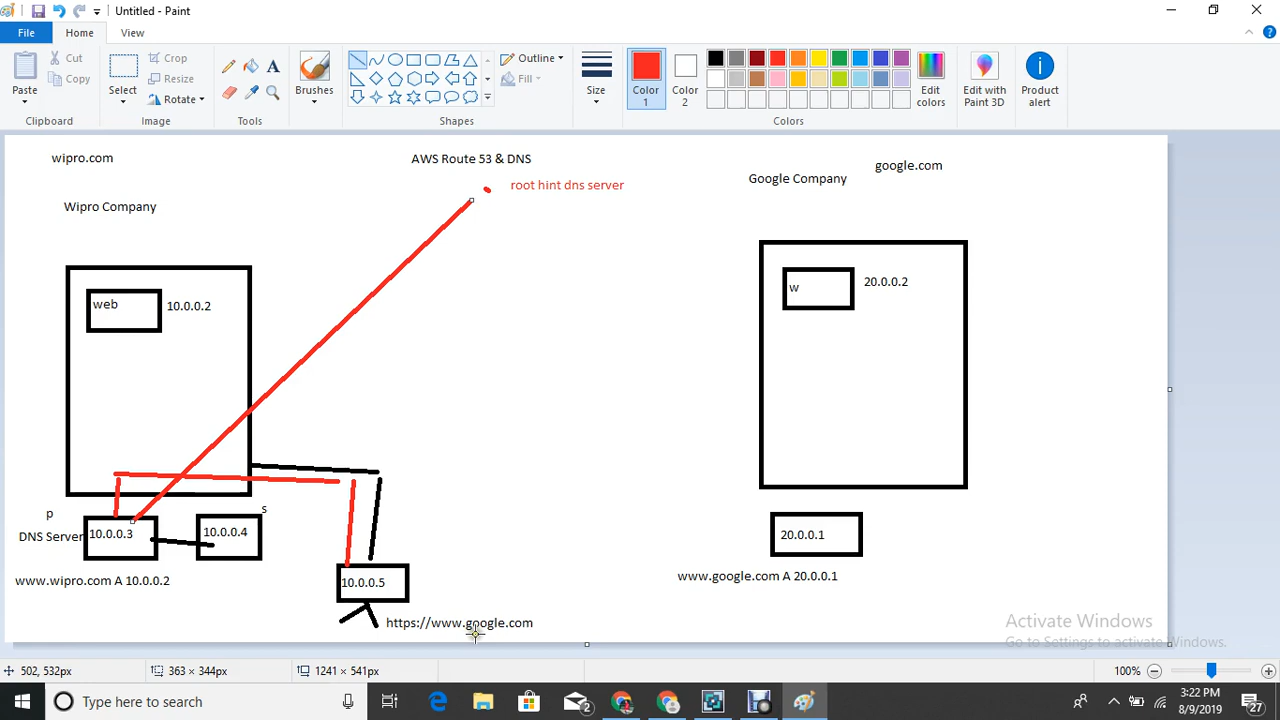 Untitled - Paint
File
Home
View
Paste
Cut
Copy
Clipboard
Select
Crop
Resize
Rotate
Image
A
Tools
Brushes
Shapes
Outline
Fill
Size
Color 1
Color 2
Edit colors
Colors
Edit with Paint 3D
Product alert
wipro.com
AWS Route 53 & DNS
google.com
Google Company
root hint dns server
Wipro Company
web
10.0.0.2
w
20.0.0.2
p
s
DNS Server
10.0.0.3
10.0.0.4
20.0.0.1
www.wipro.com A 10.0.0.2
10.0.0.5
www.google.com A 20.0.0.1
https://www.google.com
Activate Windows
Go to Settings to activate Windows.
502, 532px
363 × 344px
1241 × 541px
100%
Type here to search
2
3:22 PM
8/9/2019
27